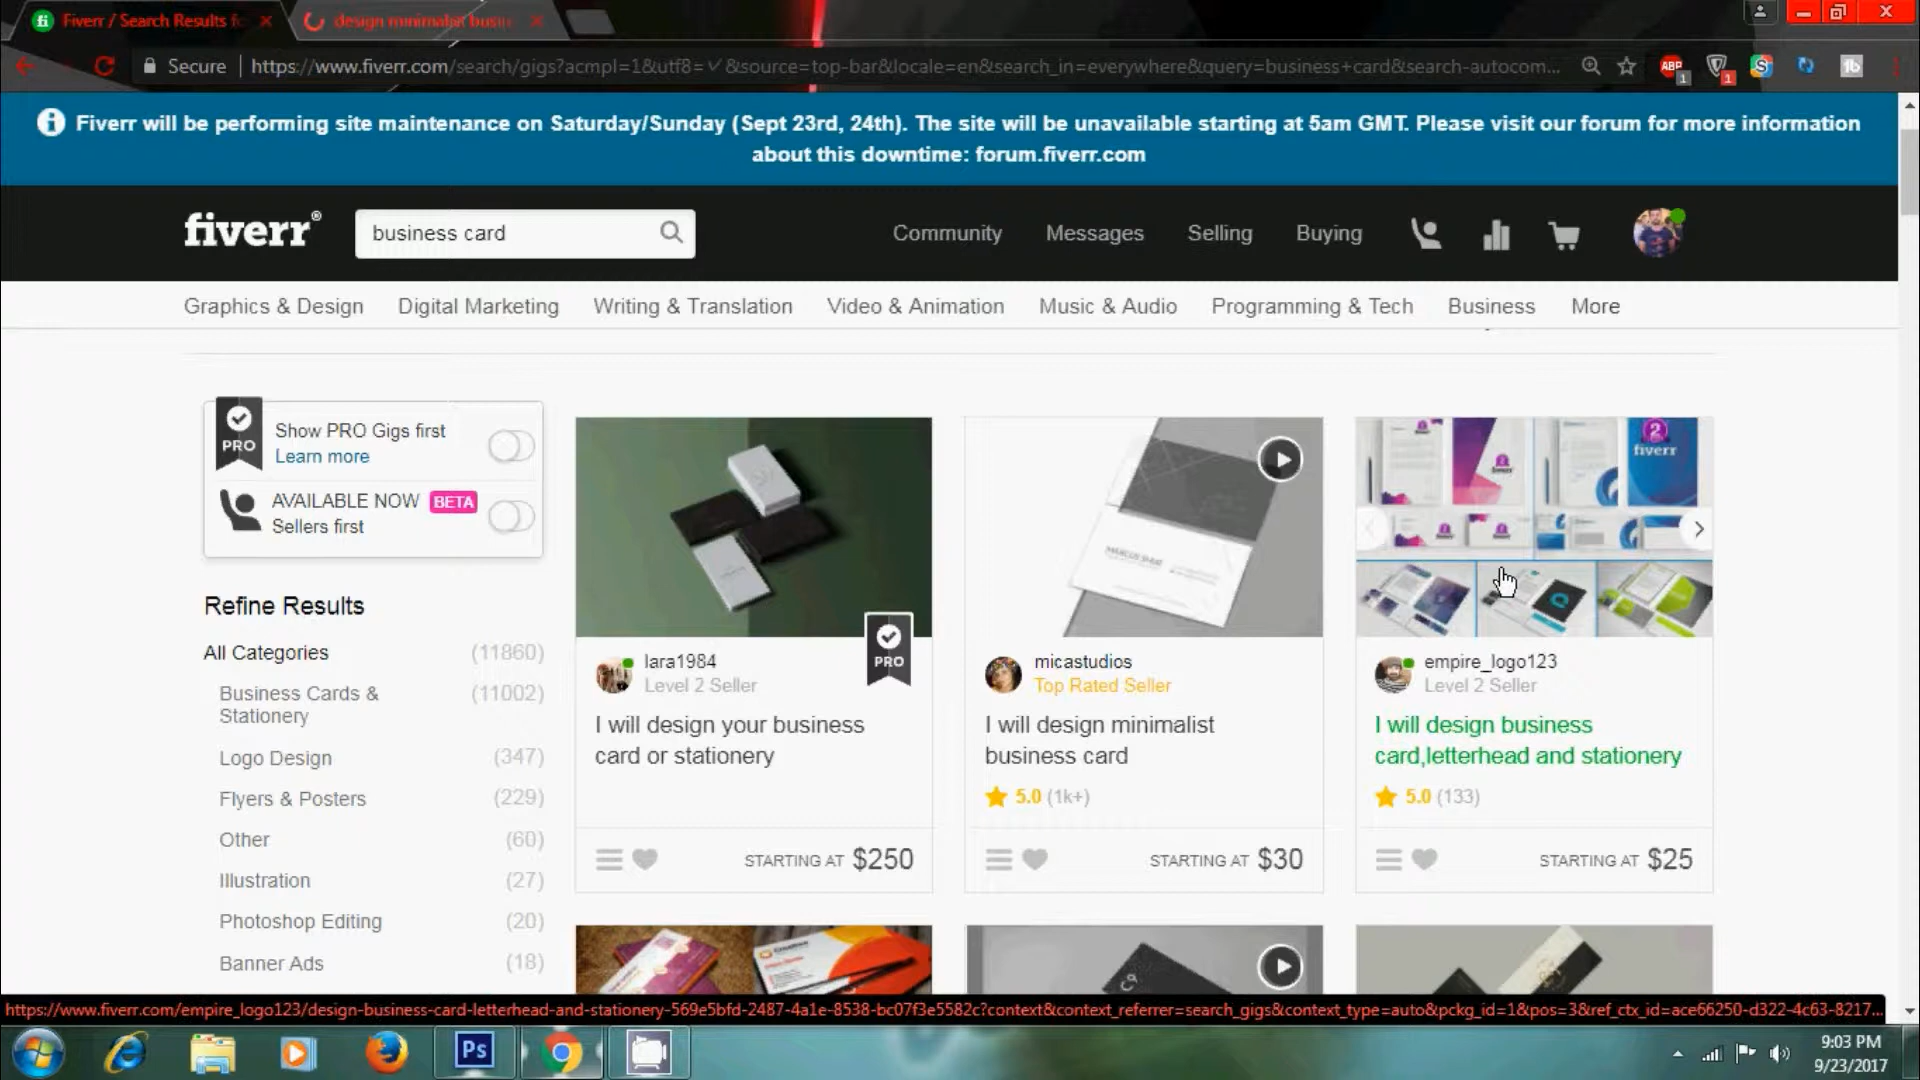 Fiverr / Search Results fo
design minimalist busin
Secure
https://www.fiverr.com/search/gigs?acmpl=1&utf8=✓&source=top-bar&locale=en&search_in=everywhere&query=business+card&search-autocom...
Fiverr will be performing site maintenance on Saturday/Sunday (Sept 23rd, 24th). The site will be unavailable starting at 5am GMT. Please visit our forum for more information
about this downtime: forum.fiverr.com
fiverr®
business card
Community
Messages
Selling
Buying
Graphics & Design
Digital Marketing
Writing & Translation
Video & Animation
Music & Audio
Programming & Tech
Business
More
PRO
Show PRO Gigs first
Learn more
AVAILABLE NOW BETA
Sellers first
Refine Results
All Categories (11860)
Business Cards & (11002)
Stationery
Logo Design (347)
Flyers & Posters (229)
Other (60)
Illustration (27)
Photoshop Editing (20)
Banner Ads (18)
PRO
lara1984
Level 2 Seller
I will design your business
card or stationery
STARTING AT $250
micastudios
Top Rated Seller
I will design minimalist
business card
5.0 (1k+)
STARTING AT $30
fiverr
empire_logo123
Level 2 Seller
I will design business
card,letterhead and stationery
5.0 (133)
STARTING AT $25
https://www.fiverr.com/empire_logo123/design-business-card-letterhead-and-stationery-569e5bfd-2487-4a1e-8538-bc07f3e5582c?context&context_referrer=search_gigs&context_type=auto&pckg_id=1&pos=3&ref_ctx_id=ace66250-d322-4c63-8217...
Ps
9:03 PM
9/23/2017